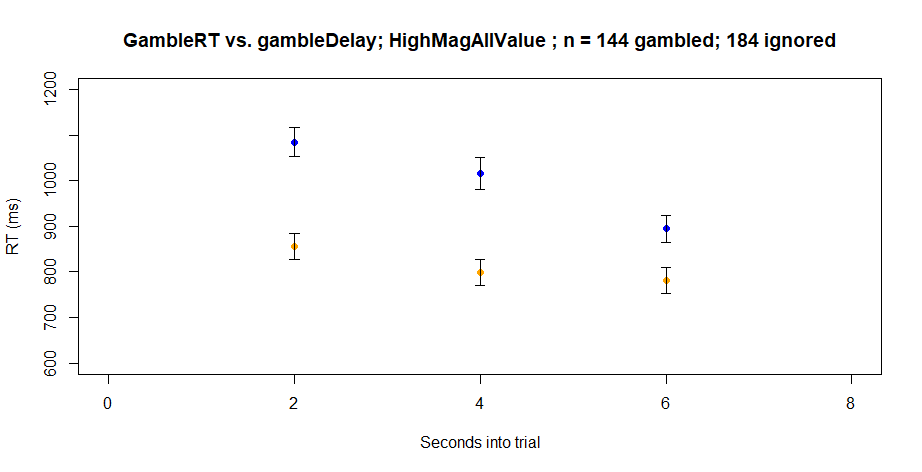 GambleRT vs. gambleDelay; HighMagAllValue ; n = 144 gambled; 184 ignored
1200
1000
900
800
700
600
RT (ms)
0 2 4 6 8
Seconds into trial